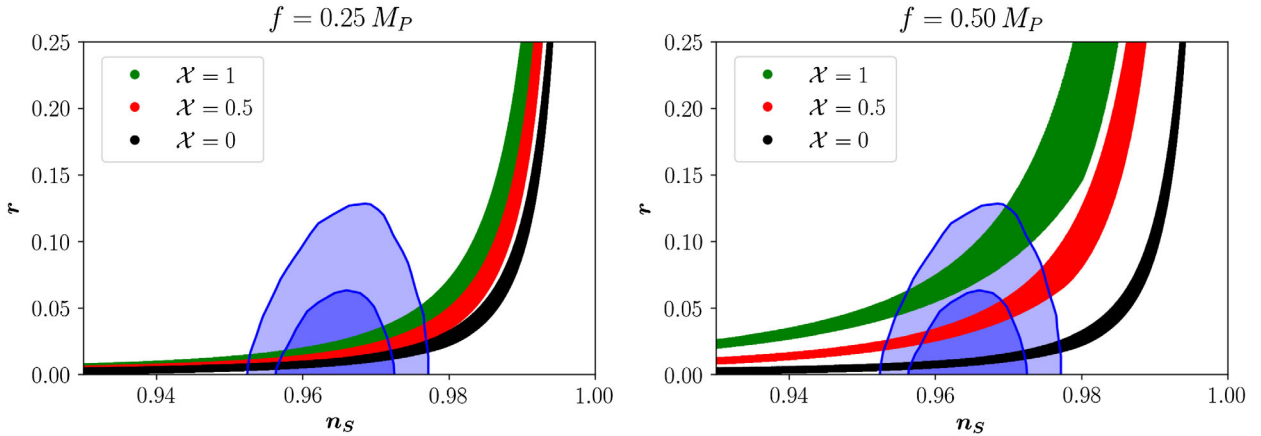 f = 0.25 M_P
0.25
0.20
0.15
0.10
0.05
0.00
r
𝒳 = 1
𝒳 = 0.5
𝒳 = 0
0.94
0.96
0.98
1.00
n_S
f = 0.50 M_P
0.25
0.20
0.15
0.10
0.05
0.00
r
𝒳 = 1
𝒳 = 0.5
𝒳 = 0
0.94
0.96
0.98
1.00
n_S